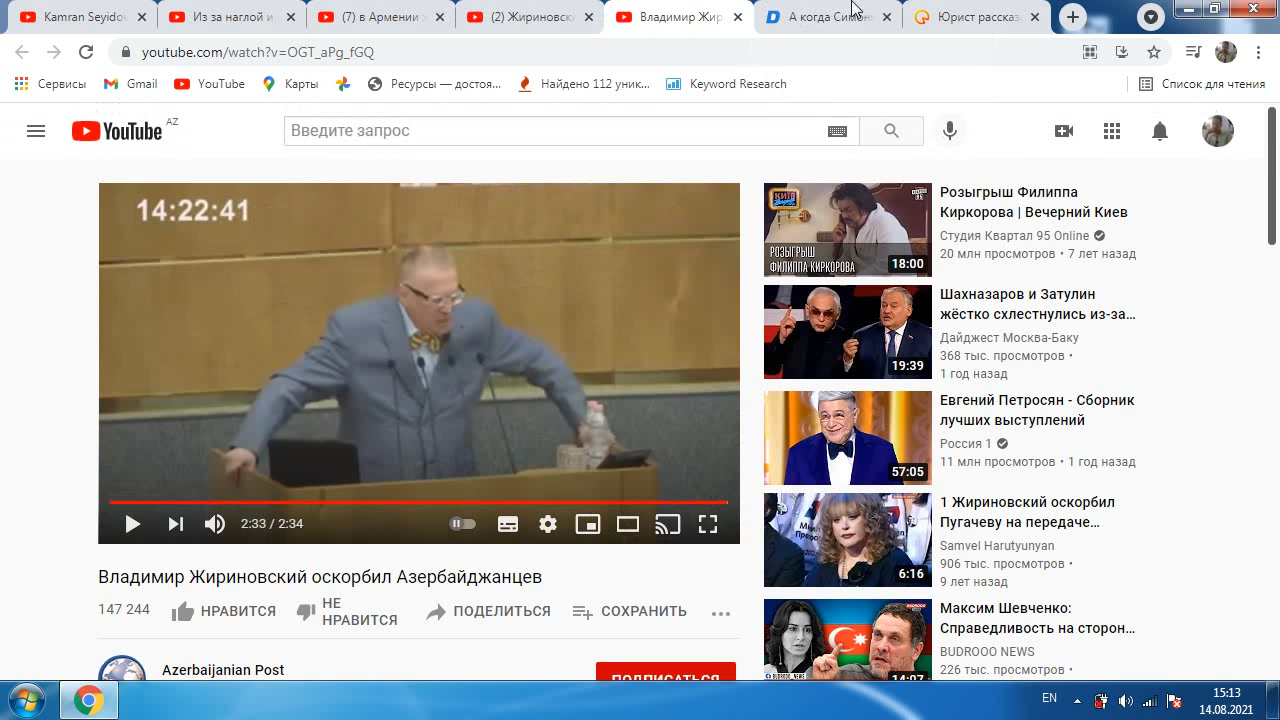 Kamran Seyidov
Из за наглой и
(7) в Армении х
(2) Жиринов
Владимир Жир
А когда Симон
Юрист рассказ
youtube.com/watch?v=OGT_aPg_fGQ
Сервисы
Gmail
YouTube
Карты
Ресурсы — достоя...
Найдено 112 уник...
Keyword Research
Список для чтения
YouTube
AZ
Введите запрос
14:22:41
2:33 / 2:34
Владимир Жириновский оскорбил Азербайджанцев
147 244
НРАВИТСЯ
НЕ
НРАВИТСЯ
ПОДЕЛИТЬСЯ
СОХРАНИТЬ
Azerbaijanian Post
ПОДПИСАТЬСЯ
РОЗЫГРЫШ
ФИЛИППА КИРКОРОВА
18:00
Розыгрыш Филиппа
Киркорова | Вечерний Киев
Студия Квартал 95 Online
20 млн просмотров • 7 лет назад
19:39
Шахназаров и Затулин
жёстко схлестнулись из-за...
Дайджест Москва-Баку
368 тыс. просмотров •
1 год назад
57:05
Евгений Петросян - Сборник
лучших выступлений
Россия 1
11 млн просмотров • 1 год назад
6:16
1 Жириновский оскорбил
Пугачеву на передаче...
Samvel Harutyunyan
906 тыс. просмотров •
9 лет назад
BUDROOO NEWS
14:07
Максим Шевченко:
Справедливость на сторон...
BUDROOO NEWS
226 тыс. просмотров •
EN
15:13
14.08.2021